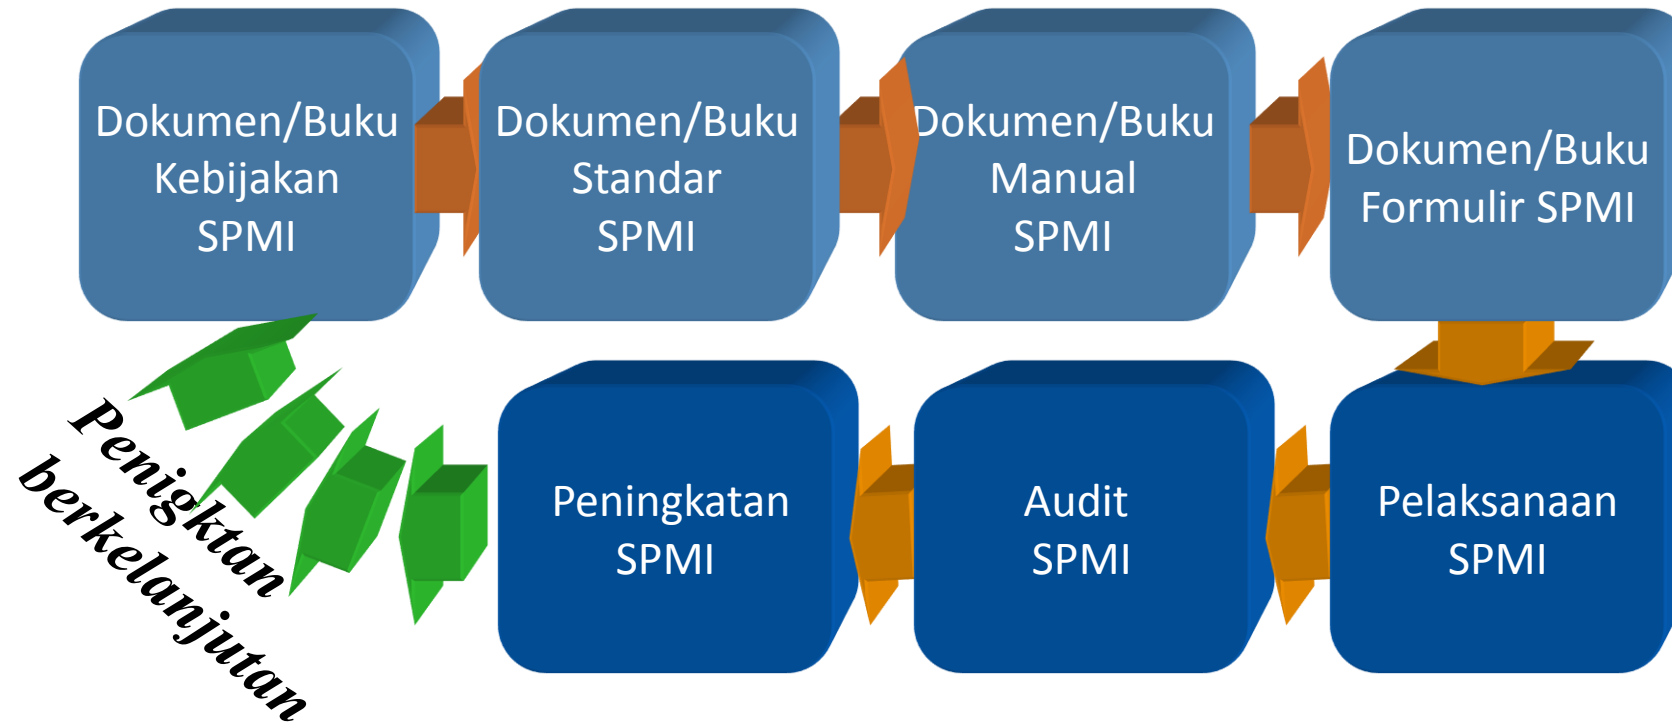 Dokumen/Buku
Kebijakan
SPMI
Dokumen/Buku
Standar
SPMI
Dokumen/Buku
Manual
SPMI
Dokumen/Buku
Formulir SPMI
Peningkatan
SPMI
Audit
SPMI
Pelaksanaan
SPMI
Penigktan
berkelanjutan